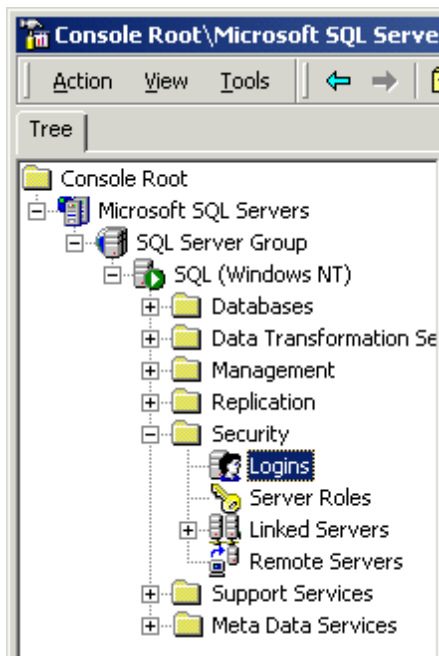 Console Root\Microsoft SQL Serve
Action View Tools
Tree
Console Root
Microsoft SQL Servers
SQL Server Group
SQL (Windows NT)
Databases
Data Transformation Se
Management
Replication
Security
Logins
Server Roles
Linked Servers
Remote Servers
Support Services
Meta Data Services